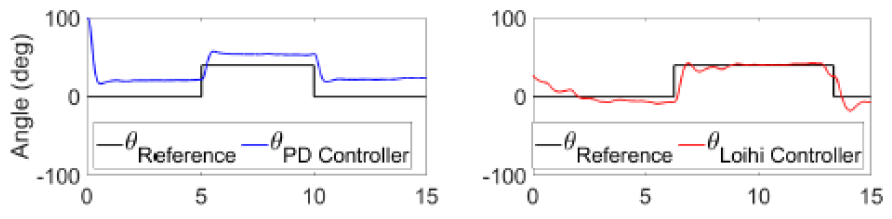 100
0
-100
Angle (deg)
θReference θPD Controller
0 5 10 15
100
0
-100
θReference θLoihi Controller
0 5 10 15